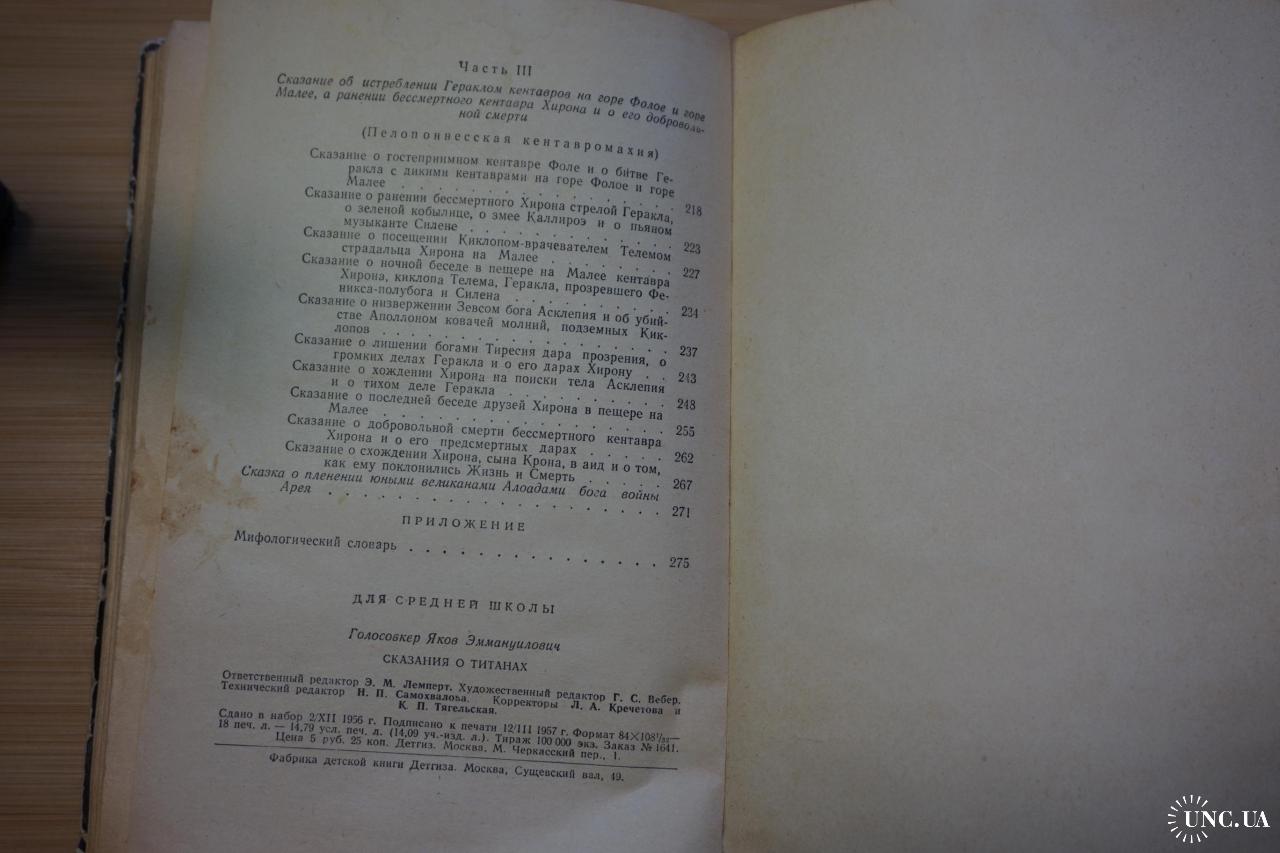 Часть III
Сказание об истреблении Гераклом кентавров на горе Фолое и горе
Малее, а ранении бессмертного кентавра Хирона и о его доброволь-
ной смерти
(Пелопоннесская кентавромахия)
Сказание о гостеприимном кентавре Фоле и о битве Ге-
ракла с дикими кентаврами на горе Фолое и горе
Малее . . . . . . . . . . . . . . . . 218
Сказание о ранении бессмертного Хирона стрелой Геракла,
о зеленой кобылице, о змее Каллироэ и о пьяном
музыканте Силене . . . . . . . . . . . . 223
Сказание о посещении Киклопом-врачевателем Телемом
страдальца Хирона на Малее . . . . . . . . 227
Сказание о ночной беседе в пещере на Малее кентавра
Хирона, киклопа Телема, Геракла, прозревшего Фе-
никса-полубога и Силена . . . . . . . . . . 234
Сказание о низвержении Зевсом бога Асклепия и об убий-
стве Аполлоном ковачей молний, подземных Кик-
лопов . . . . . . . . . . . . . . . . . 237
Сказание о лишении богами Тиресия дара прозрения, о
громких делах Геракла и о его дарах Хирону . . 243
Сказание о хождении Хирона на поиски тела Асклепия
и о тихом деле Геракла . . . . . . . . . . 248
Сказание о последней беседе друзей Хирона в пещере на
Малее . . . . . . . . . . . . . . . . . 255
Сказание о добровольной смерти бессмертного кентавра
Хирона и о его предсмертных дарах . . . . . 262
Сказание о схождении Хирона, сына Крона, в аид и о том,
как ему поклонились Жизнь и Смерть . . . . . 267
Сказка о пленении юными великанами Алоадами бога войны
Арея . . . . . . . . . . . . . . . . . . 271
ПРИЛОЖЕНИЕ
Мифологический словарь . . . . . . . . . . . . . . 275
ДЛЯ СРЕДНЕЙ ШКОЛЫ
Голосовкер Яков Эммануилович
СКАЗАНИЯ О ТИТАНАХ
Ответственный редактор Э. М. Лемперт. Художественный редактор Г. С. Вебер.
Технический редактор Н. П. Самохвалова. Корректоры Л. А. Кречетова и
К. П. Тягельская.
Сдано в набор 2/XII 1956 г. Подписано к печати 12/III 1957 г. Формат 84×108¹/₃₂—
18 печ. л. — 14,79 усл. печ. л. (14,09 уч.-изд. л.). Тираж 100 000 экз. Заказ № 1641.
Цена 5 руб. 25 коп. Детгиз. Москва, М. Черкасский пер., 1.
Фабрика детской книги Детгиза. Москва, Сущевский вал, 49.
UNC.UA